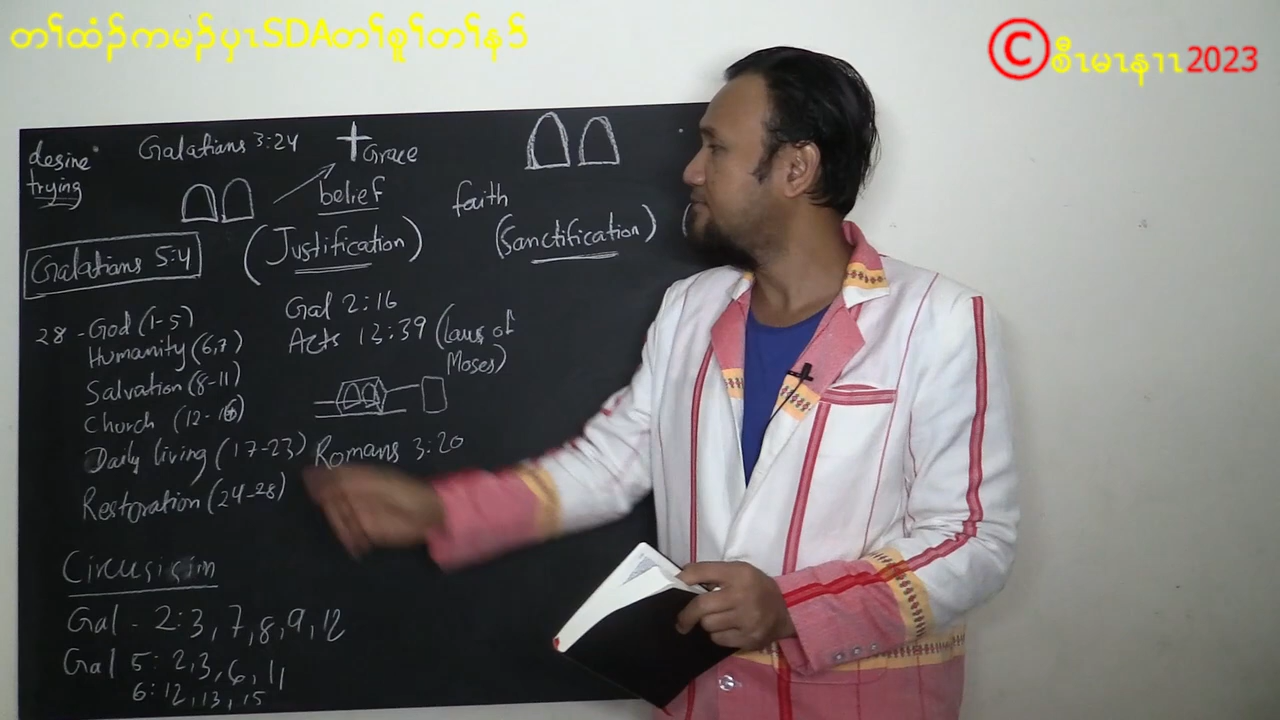 တၢ်ထံၣ်ကမၣ်ပှၤSDAတၢ်စူၢ်တၢ်နာ်
©စီၤမၤနၢၤ2023
desire
trying
Galatians 3:24
Grace
belief
faith
Galatians 5:4
(Justification)
(Sanctification)
(
28 - God (1-5)
Humanity (6,7)
Salvation (8-11)
Church (12-16)
Daily living (17-23)
Restoration (24-28)
Gal 2:16
Acts 13:39 (Laws of
Moses)
Romans 3:20
Circusisim
Gal - 2:3, 7, 8, 9, 12
Gal 5: 2,3, 6, 11
6: 12, 13, 15